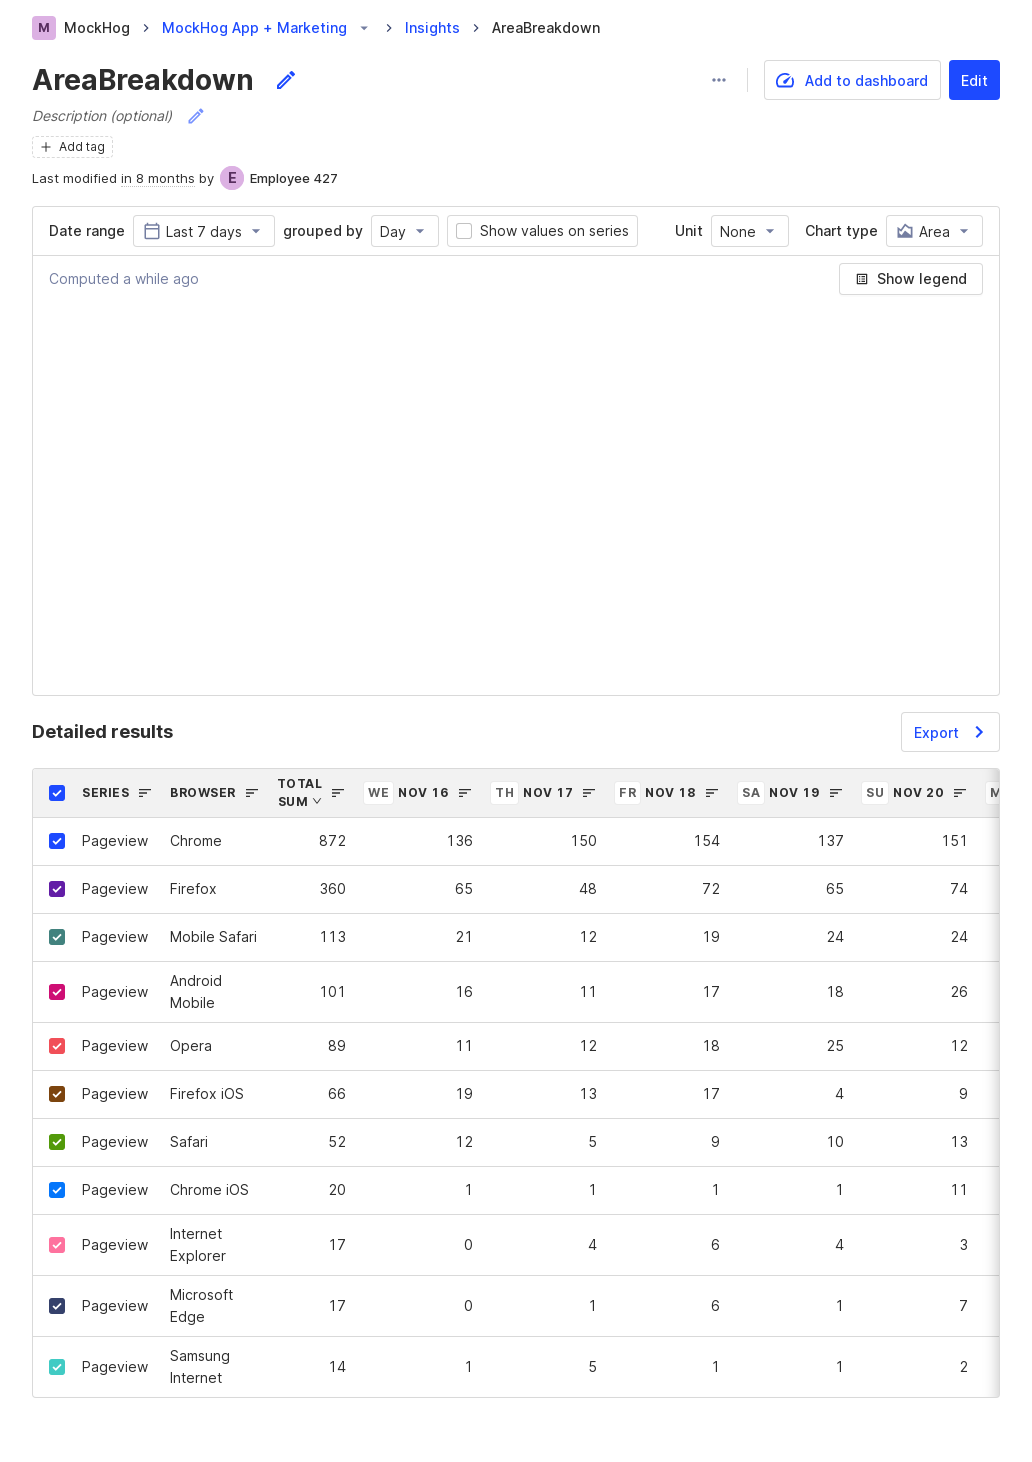 M MockHog MockHog App + Marketing Insights AreaBreakdown
AreaBreakdown
Add to dashboard Edit
Description (optional)
Add tag
Last modified in 8 months by E Employee 427
Date range Last 7 days grouped by Day Show values on series Unit None Chart type Area
Computed a while ago Show legend
Detailed results Export
SERIES BROWSER TOTAL SUM WE NOV 16 TH NOV 17 FR NOV 18 SA NOV 19 SU NOV 20 M
Pageview Chrome 872 136 150 154 137 151
Pageview Firefox 360 65 48 72 65 74
Pageview Mobile Safari 113 21 12 19 24 24
Pageview Android Mobile 101 16 11 17 18 26
Pageview Opera 89 11 12 18 25 12
Pageview Firefox iOS 66 19 13 17 4 9
Pageview Safari 52 12 5 9 10 13
Pageview Chrome iOS 20 1 1 1 1 11
Pageview Internet Explorer 17 0 4 6 4 3
Pageview Microsoft Edge 17 0 1 6 1 7
Pageview Samsung Internet 14 1 5 1 1 2